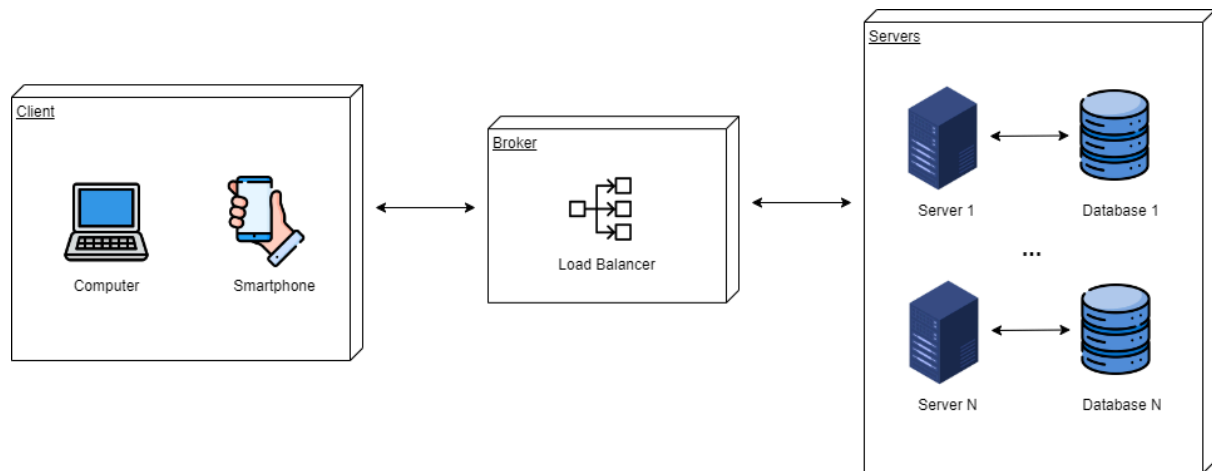 Client
Computer
Smartphone
Broker
Load Balancer
Servers
Server 1
Database 1
...
Server N
Database N